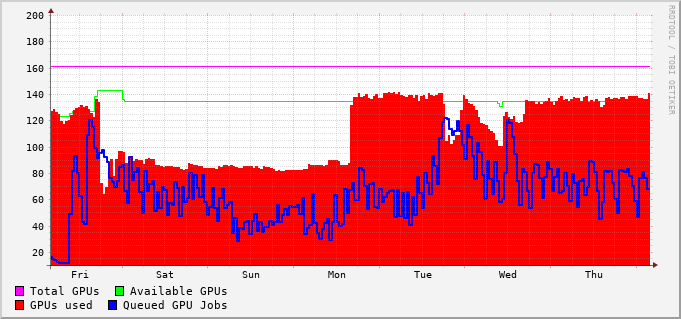 200
180
160
140
120
100
80
60
40
20
Fri Sat Sun Mon Tue Wed Thu
Total GPUs Available GPUs
GPUs used Queued GPU Jobs
RRDTOOL / TOBI OETIKER